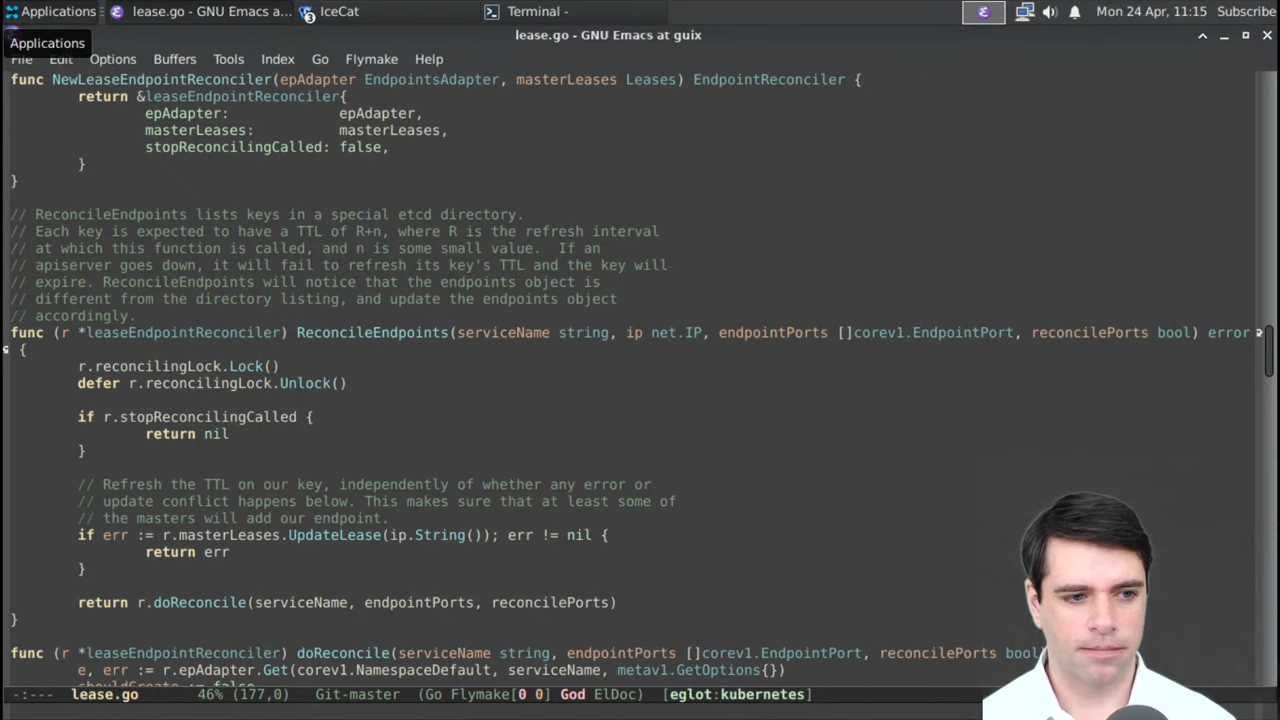 Applications lease.go - GNU Emacs a... 3 IceCat Terminal - Mon 24 Apr, 11:15 Subscribe
Applications lease.go - GNU Emacs at guix
File Edit Options Buffers Tools Index Go Flymake Help
func NewLeaseEndpointReconciler(epAdapter EndpointsAdapter, masterLeases Leases) EndpointReconciler {
return &leaseEndpointReconciler{
epAdapter: epAdapter,
masterLeases: masterLeases,
stopReconcilingCalled: false,
}
}
// ReconcileEndpoints lists keys in a special etcd directory.
// Each key is expected to have a TTL of R+n, where R is the refresh interval
// at which this function is called, and n is some small value.  If an
// apiserver goes down, it will fail to refresh its key's TTL and the key will
// expire. ReconcileEndpoints will notice that the endpoints object is
// different from the directory listing, and update the endpoints object
// accordingly.
func (r *leaseEndpointReconciler) ReconcileEndpoints(serviceName string, ip net.IP, endpointPorts []corev1.EndpointPort, reconcilePorts bool) error
{
r.reconcilingLock.Lock()
defer r.reconcilingLock.Unlock()
if r.stopReconcilingCalled {
return nil
}
// Refresh the TTL on our key, independently of whether any error or
// update conflict happens below. This makes sure that at least some of
// the masters will add our endpoint.
if err := r.masterLeases.UpdateLease(ip.String()); err != nil {
return err
}
return r.doReconcile(serviceName, endpointPorts, reconcilePorts)
}
func (r *leaseEndpointReconciler) doReconcile(serviceName string, endpointPorts []corev1.EndpointPort, reconcilePorts bool
e, err := r.epAdapter.Get(corev1.NamespaceDefault, serviceName, metav1.GetOptions{})
-:--- lease.go 46% (177,0) Git-master (Go Flymake[0 0] God ElDoc) [eglot:kubernetes]